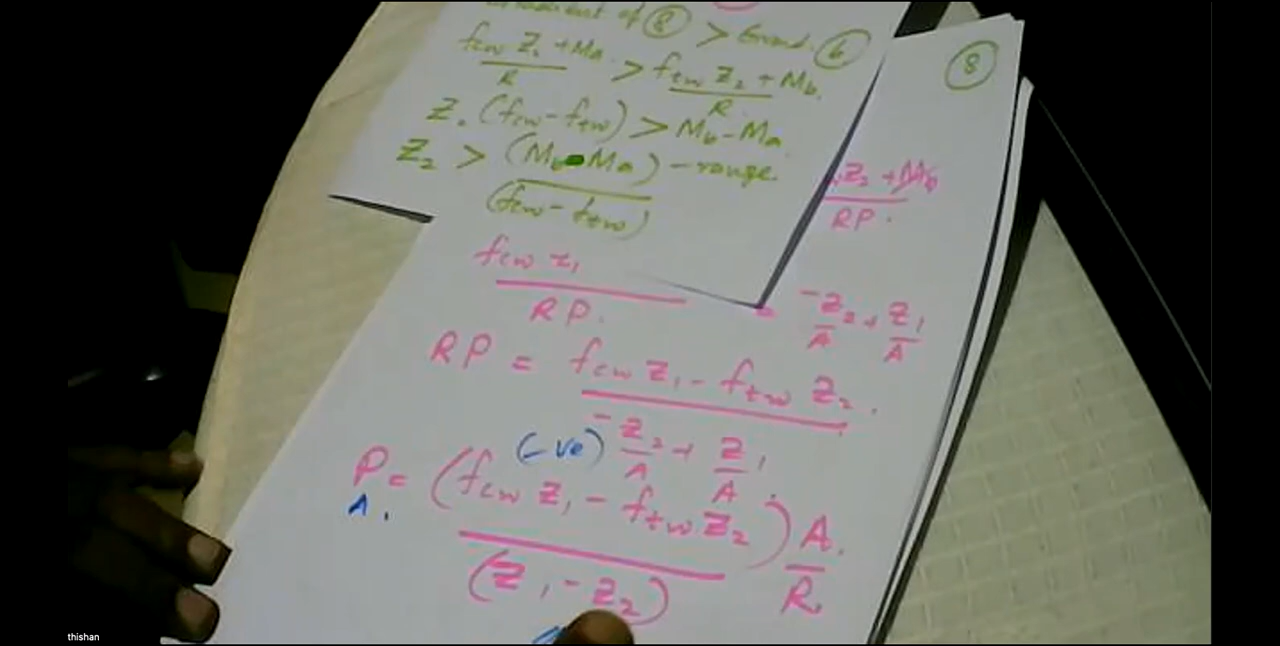 of ⑧ > ⑥
fcw Z1 + Ma / R > ftw Z2 + Mb. / R.
Z. (fcw - ftw) > Mb - Ma
Z2 > (Mb - Ma) - range. / (fcw - ftw)
⑧
Z2 + Mb / RP.
fcw z1 / RP. = -Z2/A + Z1/A
RP = fcw Z1 - ftw Z2. / -Z2/A + Z1/A.
(-ve)
P = (fcw Z1 - ftw Z2) / (Z1 - Z2) A. / R.
A.
thishan